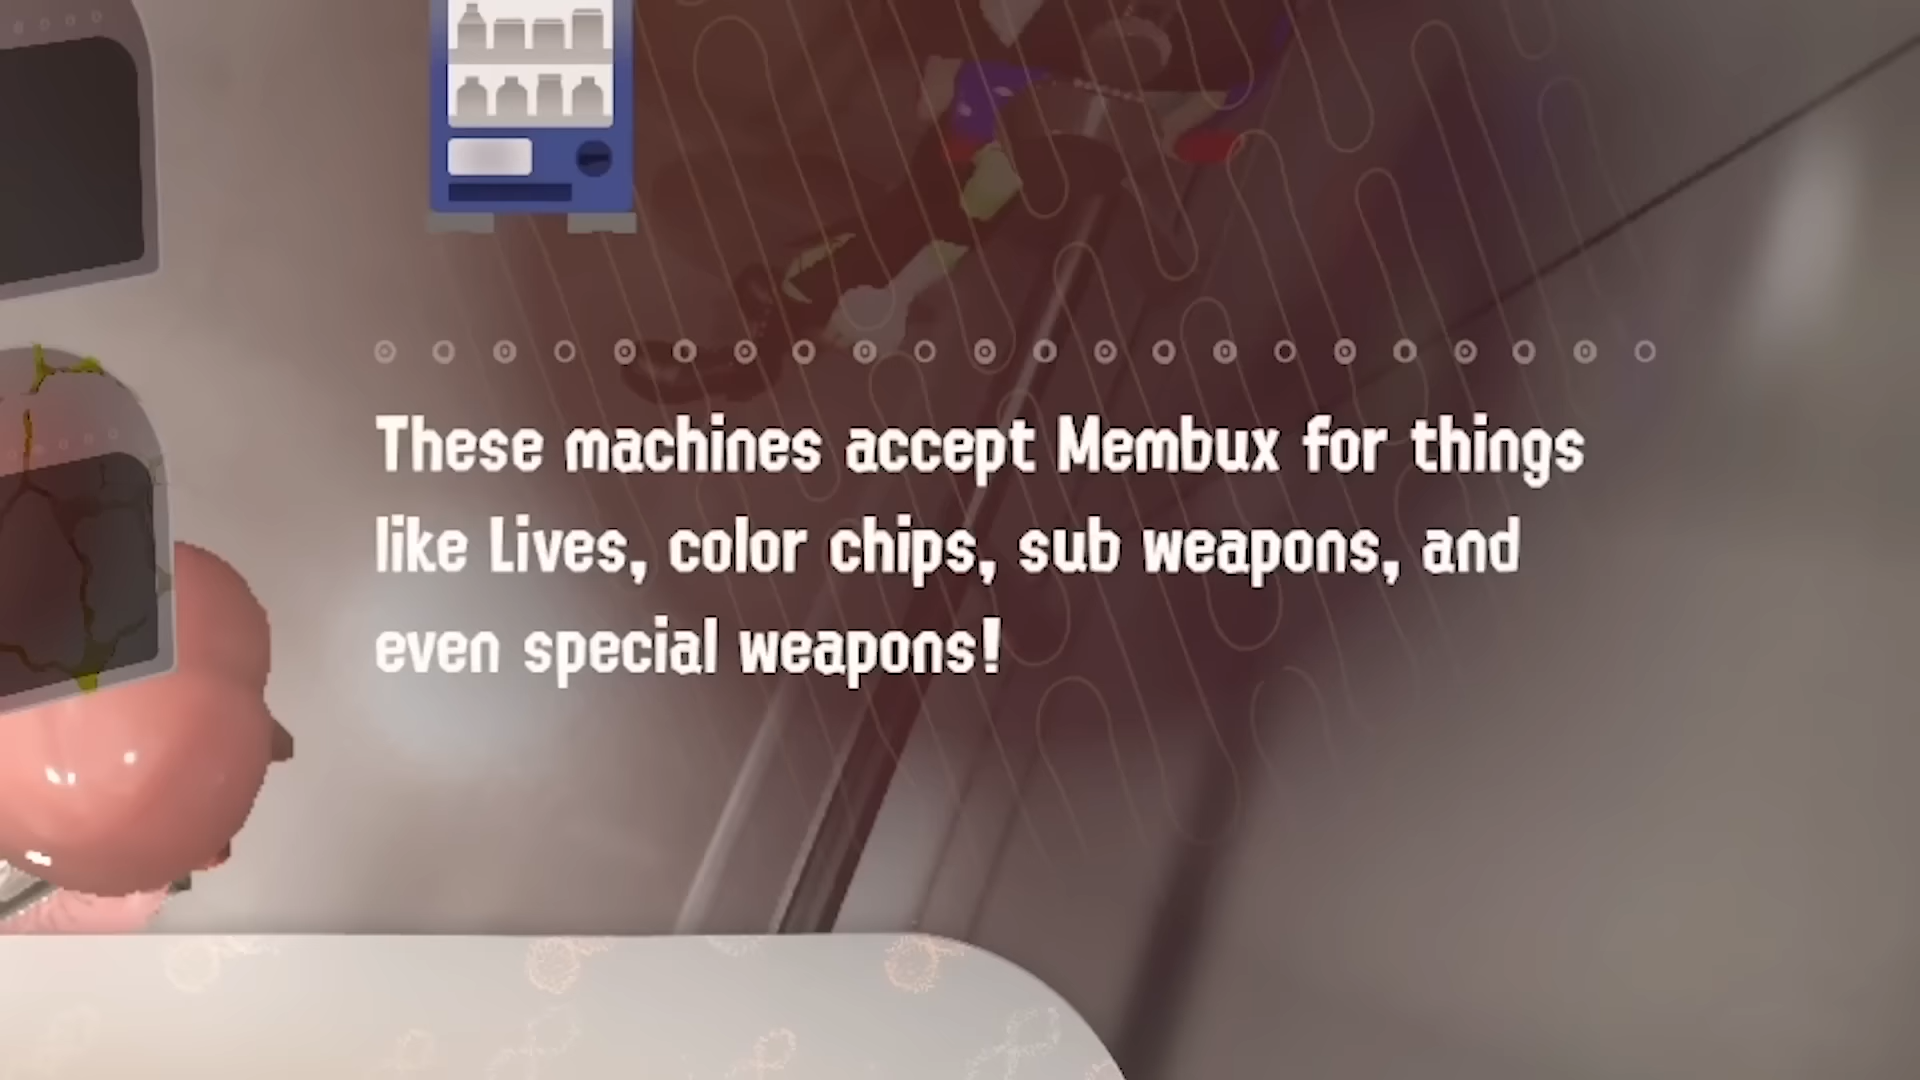 These machines accept Membux for things
like Lives, color chips, sub weapons, and
even special weapons!